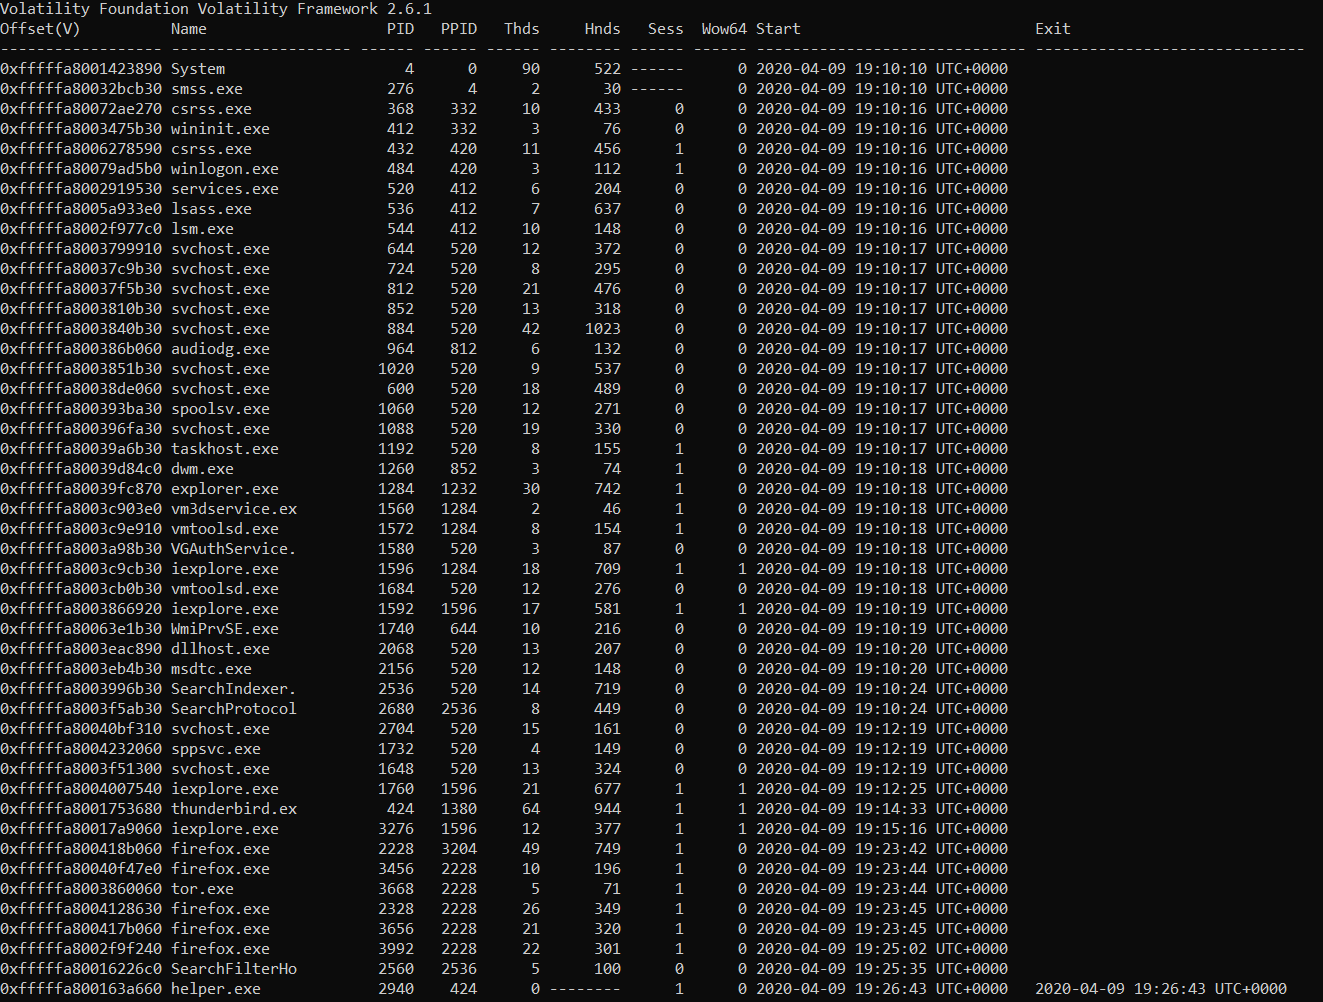 Volatility Foundation Volatility Framework 2.6.1
Offset(V)          Name                    PID   PPID   Thds     Hnds   Sess  Wow64 Start                          Exit
------------------ -------------------- ------ ------ ------ -------- ------ ------ ------------------------------ ------------------------------
0xfffffa8001423890 System                    4      0     90      522 ------      0 2020-04-09 19:10:10 UTC+0000
0xfffffa80032bcb30 smss.exe                276      4      2       30 ------      0 2020-04-09 19:10:10 UTC+0000
0xfffffa80072ae270 csrss.exe               368    332     10      433      0      0 2020-04-09 19:10:16 UTC+0000
0xfffffa8003475b30 wininit.exe             412    332      3       76      0      0 2020-04-09 19:10:16 UTC+0000
0xfffffa8006278590 csrss.exe               432    420     11      456      1      0 2020-04-09 19:10:16 UTC+0000
0xfffffa80079ad5b0 winlogon.exe            484    420      3      112      1      0 2020-04-09 19:10:16 UTC+0000
0xfffffa8002919530 services.exe            520    412      6      204      0      0 2020-04-09 19:10:16 UTC+0000
0xfffffa8005a933e0 lsass.exe               536    412      7      637      0      0 2020-04-09 19:10:16 UTC+0000
0xfffffa8002f977c0 lsm.exe                 544    412     10      148      0      0 2020-04-09 19:10:16 UTC+0000
0xfffffa8003799910 svchost.exe             644    520     12      372      0      0 2020-04-09 19:10:17 UTC+0000
0xfffffa80037c9b30 svchost.exe             724    520      8      295      0      0 2020-04-09 19:10:17 UTC+0000
0xfffffa80037f5b30 svchost.exe             812    520     21      476      0      0 2020-04-09 19:10:17 UTC+0000
0xfffffa8003810b30 svchost.exe             852    520     13      318      0      0 2020-04-09 19:10:17 UTC+0000
0xfffffa8003840b30 svchost.exe             884    520     42     1023      0      0 2020-04-09 19:10:17 UTC+0000
0xfffffa800386b060 audiodg.exe             964    812      6      132      0      0 2020-04-09 19:10:17 UTC+0000
0xfffffa8003851b30 svchost.exe            1020    520      9      537      0      0 2020-04-09 19:10:17 UTC+0000
0xfffffa80038de060 svchost.exe             600    520     18      489      0      0 2020-04-09 19:10:17 UTC+0000
0xfffffa800393ba30 spoolsv.exe            1060    520     12      271      0      0 2020-04-09 19:10:17 UTC+0000
0xfffffa800396fa30 svchost.exe            1088    520     19      330      0      0 2020-04-09 19:10:17 UTC+0000
0xfffffa80039a6b30 taskhost.exe           1192    520      8      155      1      0 2020-04-09 19:10:17 UTC+0000
0xfffffa80039d84c0 dwm.exe                1260    852      3       74      1      0 2020-04-09 19:10:18 UTC+0000
0xfffffa80039fc870 explorer.exe           1284   1232     30      742      1      0 2020-04-09 19:10:18 UTC+0000
0xfffffa8003c903e0 vm3dservice.ex         1560   1284      2       46      1      0 2020-04-09 19:10:18 UTC+0000
0xfffffa8003c9e910 vmtoolsd.exe           1572   1284      8      154      1      0 2020-04-09 19:10:18 UTC+0000
0xfffffa8003a98b30 VGAuthService.         1580    520      3       87      0      0 2020-04-09 19:10:18 UTC+0000
0xfffffa8003c9cb30 iexplore.exe           1596   1284     18      709      1      1 2020-04-09 19:10:18 UTC+0000
0xfffffa8003cb0b30 vmtoolsd.exe           1684    520     12      276      0      0 2020-04-09 19:10:18 UTC+0000
0xfffffa8003866920 iexplore.exe           1592   1596     17      581      1      1 2020-04-09 19:10:19 UTC+0000
0xfffffa80063e1b30 WmiPrvSE.exe           1740    644     10      216      0      0 2020-04-09 19:10:19 UTC+0000
0xfffffa8003eac890 dllhost.exe            2068    520     13      207      0      0 2020-04-09 19:10:20 UTC+0000
0xfffffa8003eb4b30 msdtc.exe              2156    520     12      148      0      0 2020-04-09 19:10:20 UTC+0000
0xfffffa8003996b30 SearchIndexer.         2536    520     14      719      0      0 2020-04-09 19:10:24 UTC+0000
0xfffffa8003f5ab30 SearchProtocol         2680   2536      8      449      0      0 2020-04-09 19:10:24 UTC+0000
0xfffffa80040bf310 svchost.exe            2704    520     15      161      0      0 2020-04-09 19:12:19 UTC+0000
0xfffffa8004232060 sppsvc.exe             1732    520      4      149      0      0 2020-04-09 19:12:19 UTC+0000
0xfffffa8003f51300 svchost.exe            1648    520     13      324      0      0 2020-04-09 19:12:19 UTC+0000
0xfffffa8004007540 iexplore.exe           1760   1596     21      677      1      1 2020-04-09 19:12:25 UTC+0000
0xfffffa8001753680 thunderbird.ex          424   1380     64      944      1      1 2020-04-09 19:14:33 UTC+0000
0xfffffa80017a9060 iexplore.exe           3276   1596     12      377      1      1 2020-04-09 19:15:16 UTC+0000
0xfffffa800418b060 firefox.exe            2228   3204     49      749      1      0 2020-04-09 19:23:42 UTC+0000
0xfffffa80040f47e0 firefox.exe            3456   2228     10      196      1      0 2020-04-09 19:23:44 UTC+0000
0xfffffa8003860060 tor.exe                3668   2228      5       71      1      0 2020-04-09 19:23:44 UTC+0000
0xfffffa8004128630 firefox.exe            2328   2228     26      349      1      0 2020-04-09 19:23:45 UTC+0000
0xfffffa800417b060 firefox.exe            3656   2228     21      320      1      0 2020-04-09 19:23:45 UTC+0000
0xfffffa8002f9f240 firefox.exe            3992   2228     22      301      1      0 2020-04-09 19:25:02 UTC+0000
0xfffffa80016226c0 SearchFilterHo         2560   2536      5      100      0      0 2020-04-09 19:25:35 UTC+0000
0xfffffa800163a660 helper.exe             2940    424      0 --------      1      0 2020-04-09 19:26:43 UTC+0000   2020-04-09 19:26:43 UTC+0000